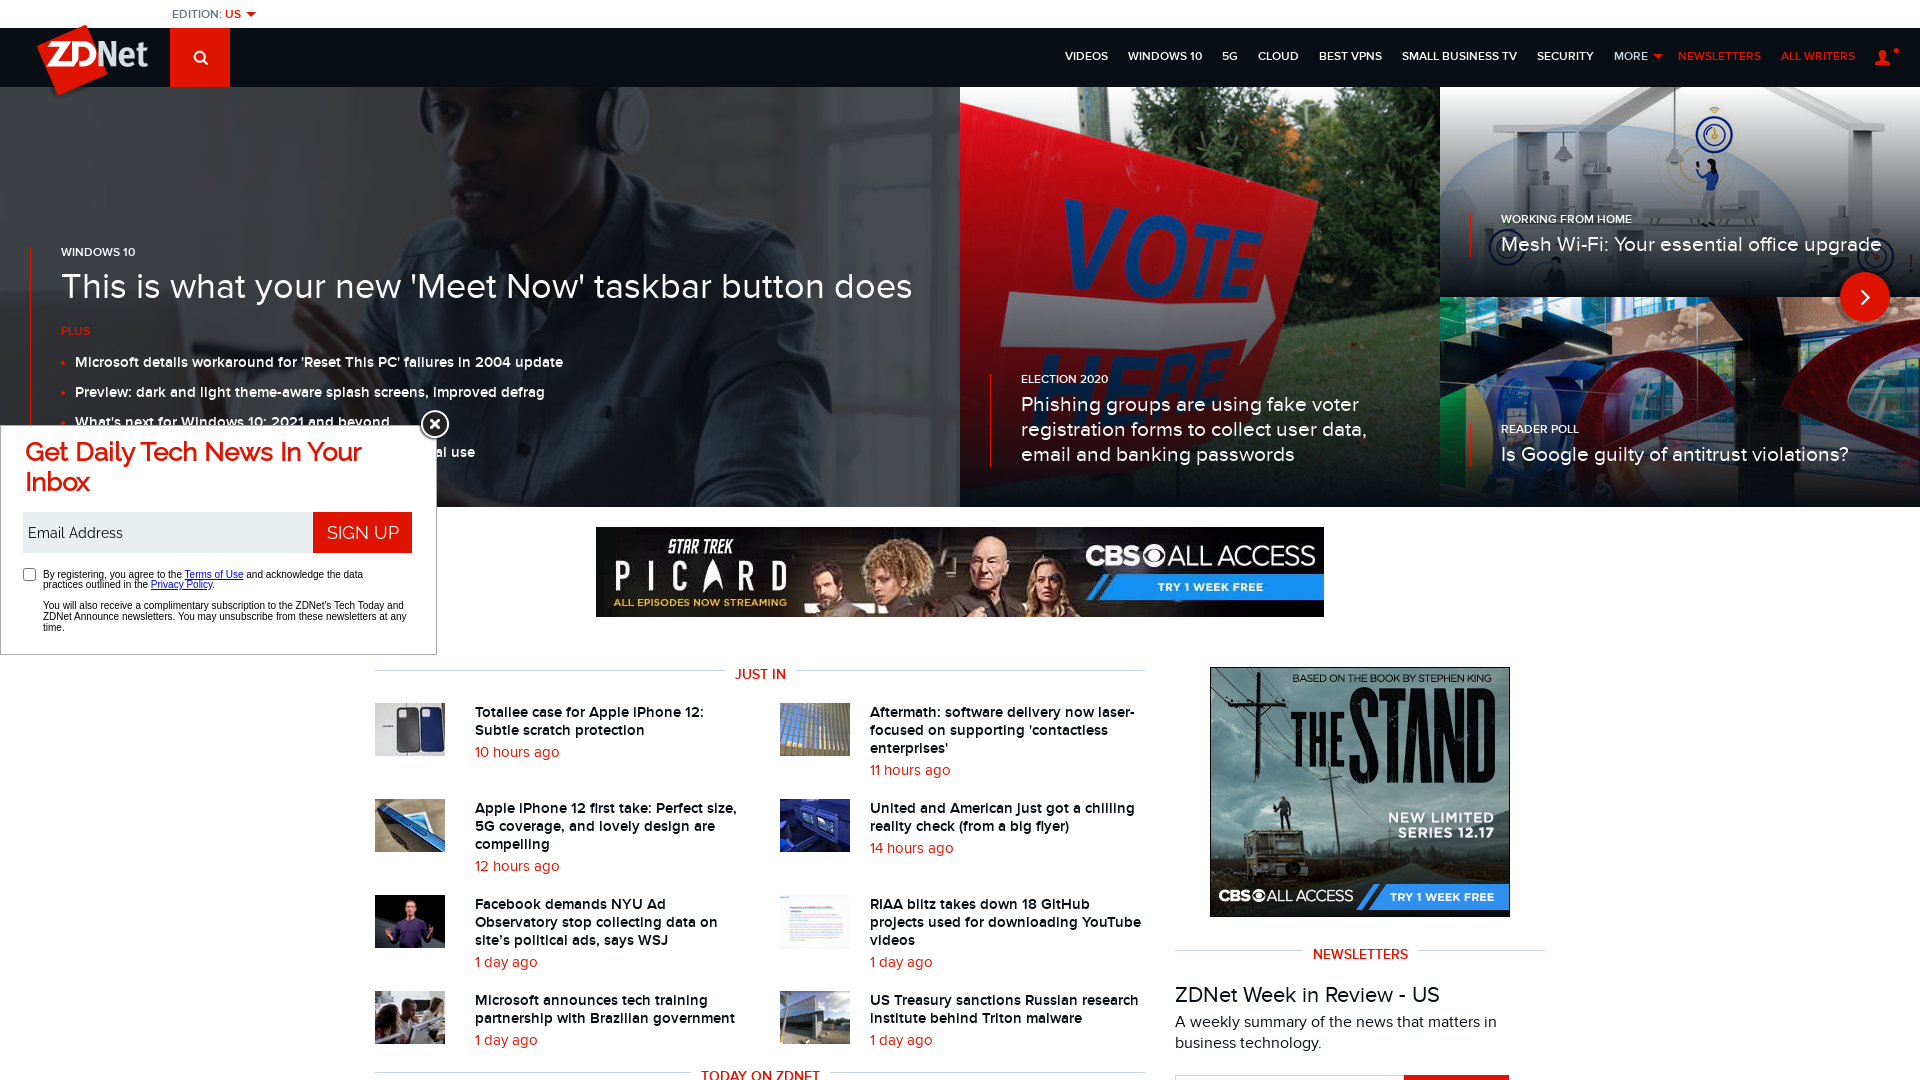 EDITION: US
ZDNet
VIDEOS
WINDOWS 10
5G
CLOUD
BEST VPNS
SMALL BUSINESS TV
SECURITY
MORE
NEWSLETTERS
ALL WRITERS
WINDOWS 10
This is what your new 'Meet Now' taskbar button does
PLUS
Microsoft details workaround for 'Reset This PC' failures in 2004 update
Preview: dark and light theme-aware splash screens, improved defrag
What's next for Windows 10: 2021 and beyond
al use
VOTE
HERE
ELECTION 2020
Phishing groups are using fake voter
registration forms to collect user data,
email and banking passwords
WORKING FROM HOME
Mesh Wi-Fi: Your essential office upgrade
READER POLL
Is Google guilty of antitrust violations?
Get Daily Tech News In Your
Inbox
Email Address
SIGN UP
By registering, you agree to the Terms of Use and acknowledge the data
practices outlined in the Privacy Policy.
You will also receive a complimentary subscription to the ZDNet's Tech Today and
ZDNet Announce newsletters. You may unsubscribe from these newsletters at any
time.
STAR TREK
PICARD
ALL EPISODES NOW STREAMING
CBS ALL ACCESS
TRY 1 WEEK FREE
JUST IN
Totallee case for Apple iPhone 12:
Subtle scratch protection
10 hours ago
Aftermath: software delivery now laser-
focused on supporting 'contactless
enterprises'
11 hours ago
Apple iPhone 12 first take: Perfect size,
5G coverage, and lovely design are
compelling
12 hours ago
United and American just got a chilling
reality check (from a big flyer)
14 hours ago
Facebook demands NYU Ad
Observatory stop collecting data on
site's political ads, says WSJ
1 day ago
RIAA blitz takes down 18 GitHub
projects used for downloading YouTube
videos
1 day ago
Microsoft announces tech training
partnership with Brazilian government
1 day ago
US Treasury sanctions Russian research
institute behind Triton malware
1 day ago
TODAY ON ZDNET
BASED ON THE BOOK BY STEPHEN KING
THE STAND
NEW LIMITED
SERIES 12.17
CBS ALL ACCESS
TRY 1 WEEK FREE
NEWSLETTERS
ZDNet Week in Review - US
A weekly summary of the news that matters in
business technology.